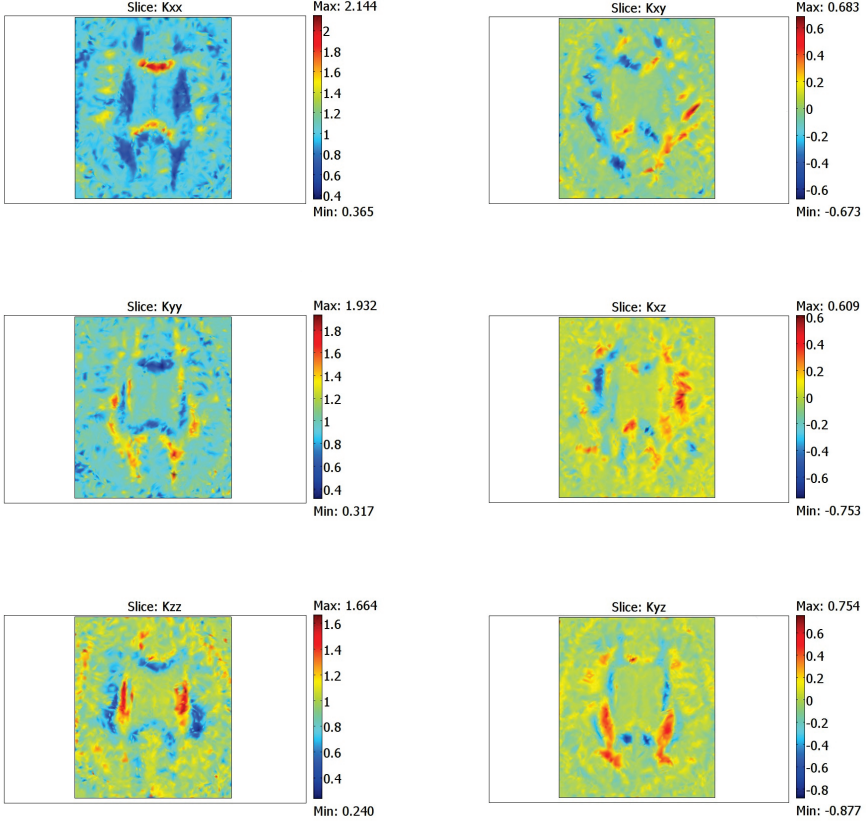 Slice: Kxx
Max: 2.144
2
1.8
1.6
1.4
1.2
1
0.8
0.6
0.4
Min: 0.365
Slice: Kxy
Max: 0.683
0.6
0.4
0.2
0
-0.2
-0.4
-0.6
Min: -0.673
Slice: Kyy
Max: 1.932
1.8
1.6
1.4
1.2
1
0.8
0.6
0.4
Min: 0.317
Slice: Kxz
Max: 0.609
0.6
0.4
0.2
0
-0.2
-0.4
-0.6
Min: -0.753
Slice: Kzz
Max: 1.664
1.6
1.4
1.2
1
0.8
0.6
0.4
Min: 0.240
Slice: Kyz
Max: 0.754
0.6
0.4
0.2
0
-0.2
-0.4
-0.6
-0.8
Min: -0.877